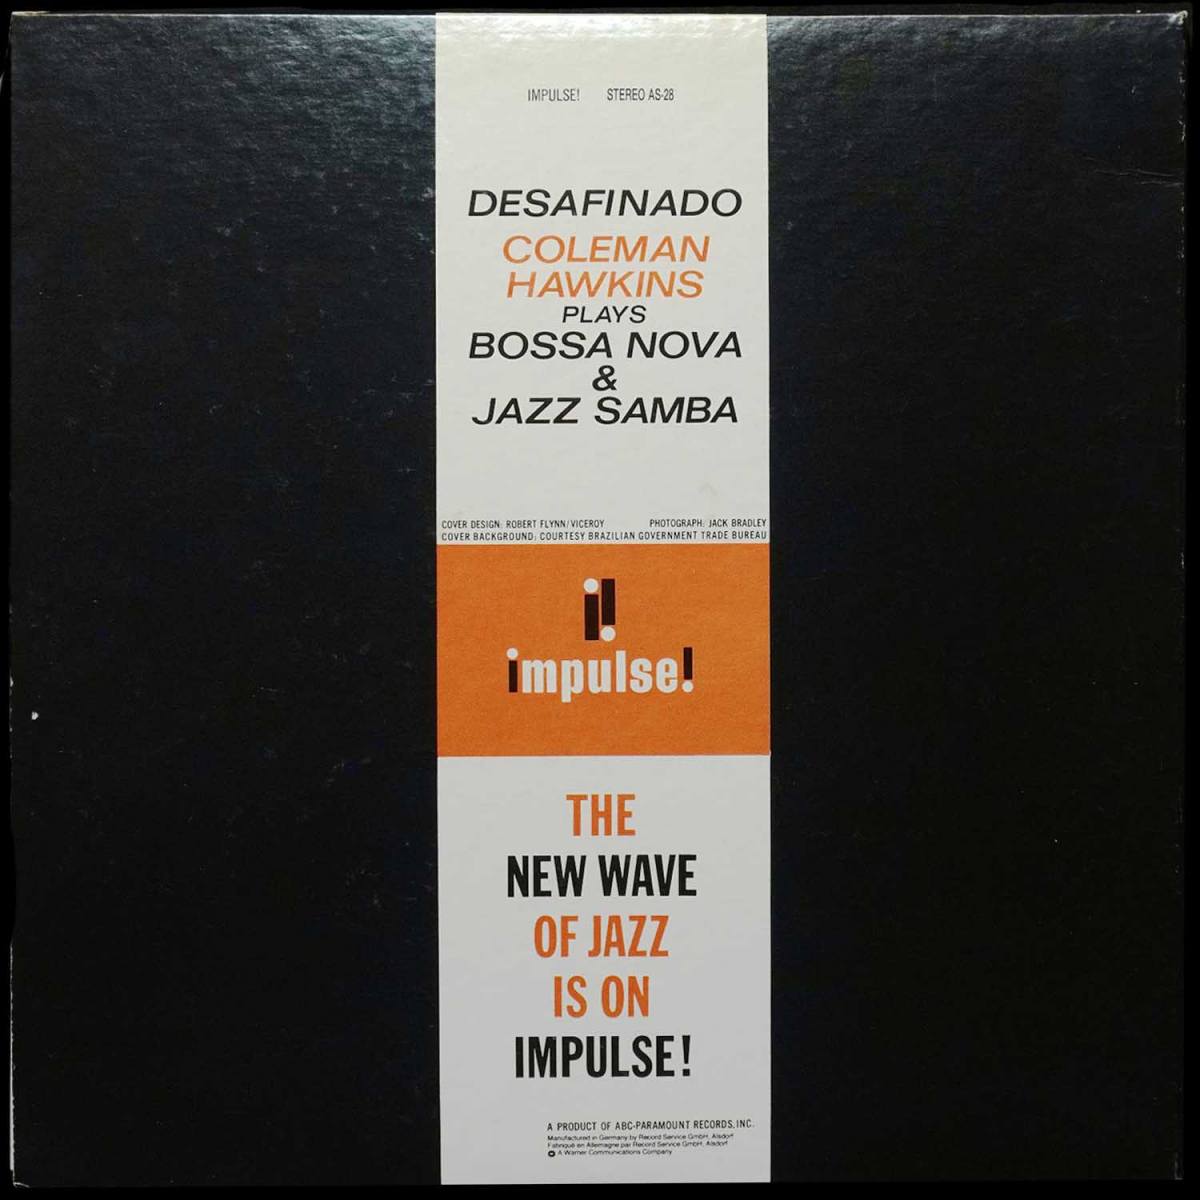 IMPULSE! STEREO AS-28
DESAFINADO
COLEMAN
HAWKINS
PLAYS
BOSSA NOVA
&
JAZZ SAMBA
COVER DESIGN: ROBERT FLYNN/VICEROY PHOTOGRAPH: JACK BRADLEY
COVER BACKGROUND: COURTESY BRAZILIAN GOVERNMENT TRADE BUREAU
impulse!
THE
NEW WAVE
OF JAZZ
IS ON
IMPULSE!
A PRODUCT OF ABC-PARAMOUNT RECORDS, INC.
Manufactured in Germany by Record Service GmbH, Alsdorf
Fabriqué en Allemagne par Record Service GmbH, Alsdorf
A Warner Communications Company